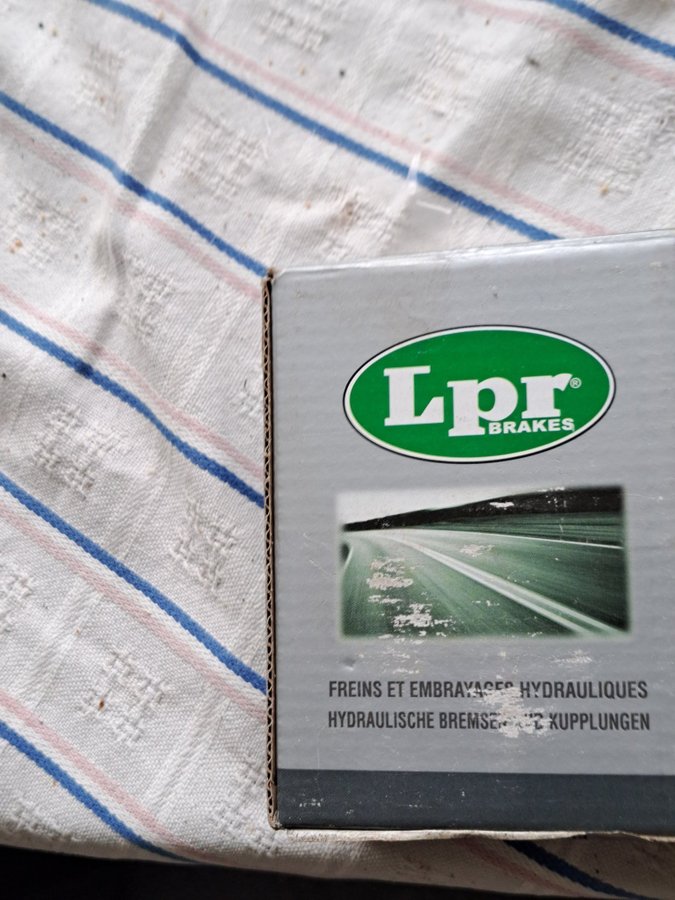 Lpr®
BRAKES
FREINS ET EMBRAYAGES HYDRAULIQUES
HYDRAULISCHE BREMSEN KUPPLUNGEN